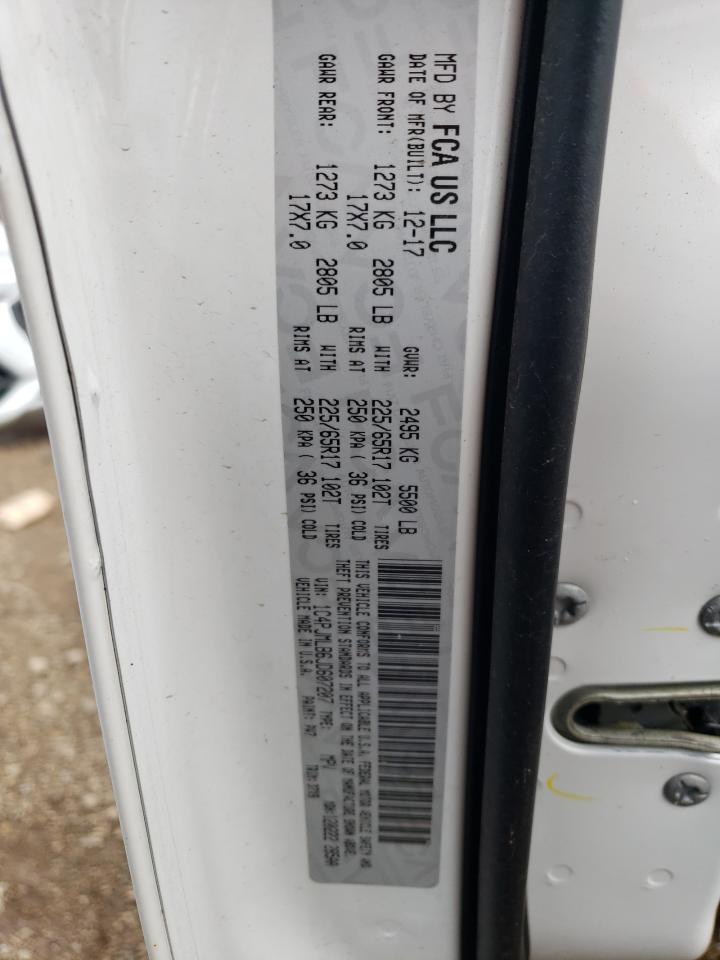 MFD BY FCA US LLC
DATE OF MFR(BUILT): 12-17 GVWR: 2495 KG 5500 LB
GAWR FRONT: 1273 KG 2805 LB WITH 225/65R17 102T TIRES
17X7.0 RIMS AT 250 KPA ( 36 PSI) COLD
GAWR REAR: 1273 KG 2805 LB WITH 225/65R17 102T TIRES
17X7.0 RIMS AT 250 KPA ( 36 PSI) COLD
THIS VEHICLE CONFORMS TO ALL APPLICABLE U.S.A. FEDERAL MOTOR VEHICLE SAFETY AND
THEFT PREVENTION STANDARDS IN EFFECT ON THE DATE OF MANUFACTURE SHOWN ABOVE.
VIN: 1C4PJMLB6JD607207 TYPE: MPV
VEHICLE MADE IN U.S.A. PAINT: PW7